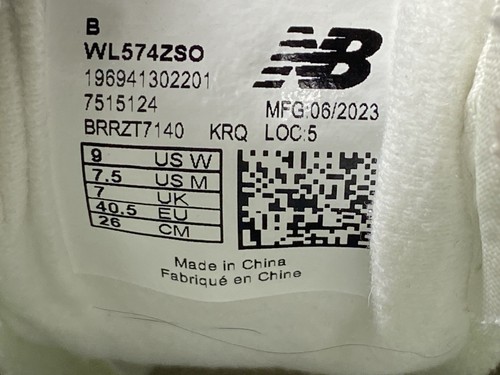 B
WL574ZSO
NB
196941302201
7515124 MFG:06/2023
BRRZT7140 KRQ LOC:5
9 US W
7.5 US M
7 UK
40.5 EU
26 CM
Made in China
Fabriqué en Chine